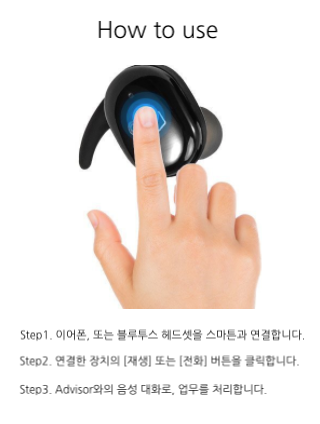 How to use
Step1. 이어폰, 또는 블루투스 헤드셋을 스마튼과 연결합니다.
Step2. 연결한 장치의 [재생] 또는 [전화] 버튼을 클릭합니다.
Step3. Advisor와의 음성 대화로, 업무를 처리합니다.